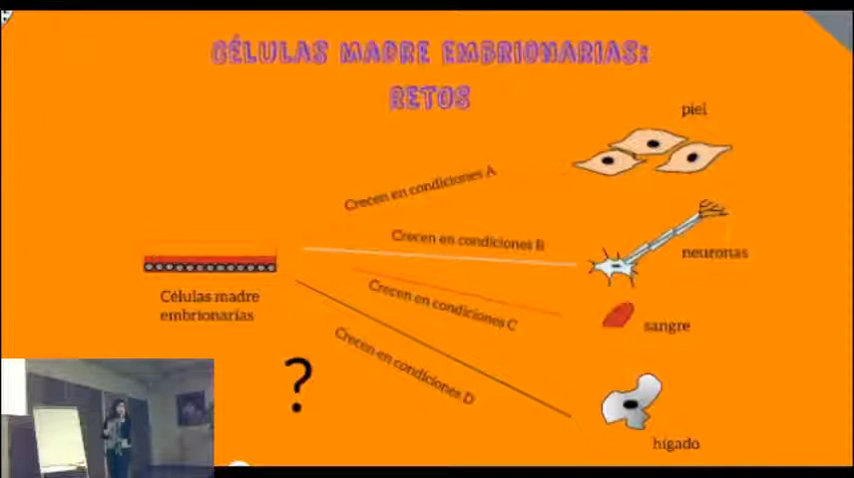 CÉLULAS MADRE EMBRIONARIAS:
RETOS
piel
Crecen en condiciones A
Crecen en condiciones B
neuronas
Células madre
embrionarias
Crecen en condiciones C
sangre
Crecen en condiciones D
?
hígado